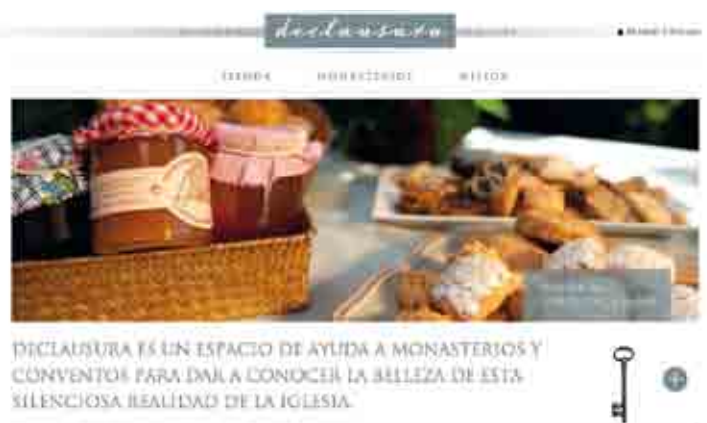 declausura
TIENDA MONASTERIOS MISIÓN
DECLAUSURA ES UN ESPACIO DE AYUDA A MONASTERIOS Y
CONVENTOS PARA DAR A CONOCER LA BELLEZA DE ESTA
SILENCIOSA REALIDAD DE LA IGLESIA.